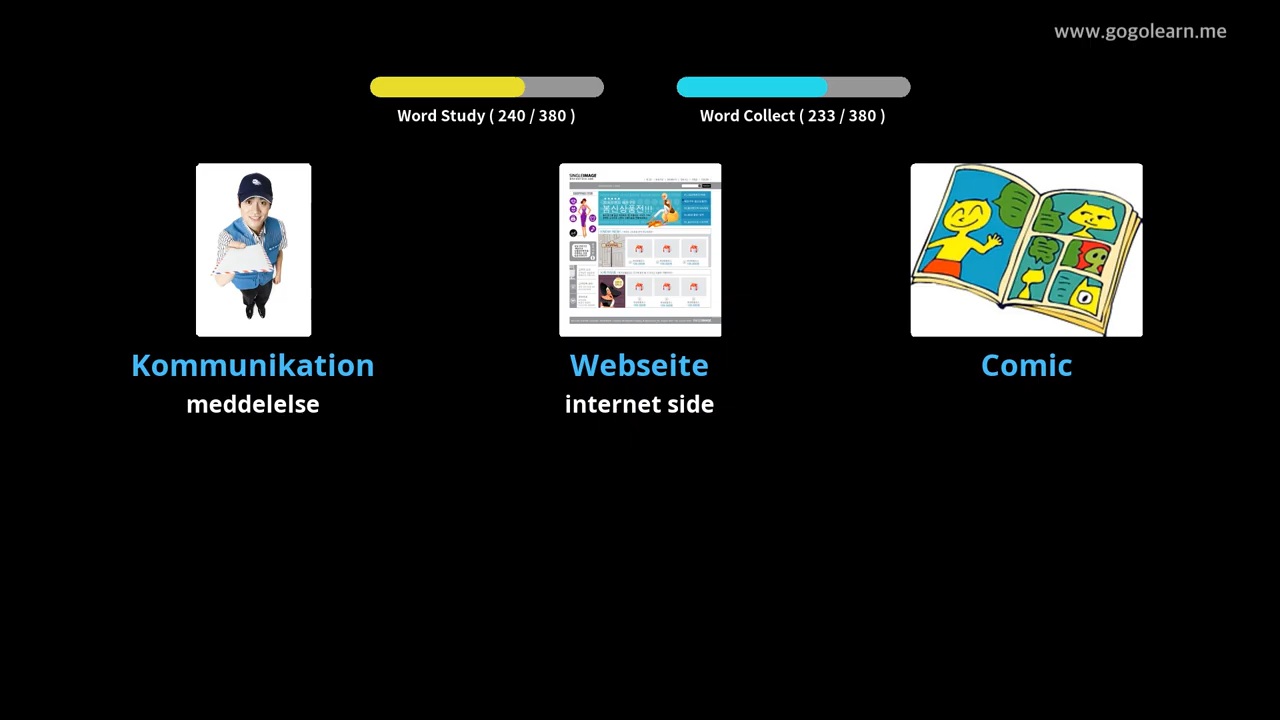 www.gogolearn.me
Word Study ( 240 / 380 )
Word Collect ( 233 / 380 )
Kommunikation
Webseite
Comic
meddelelse
internet side